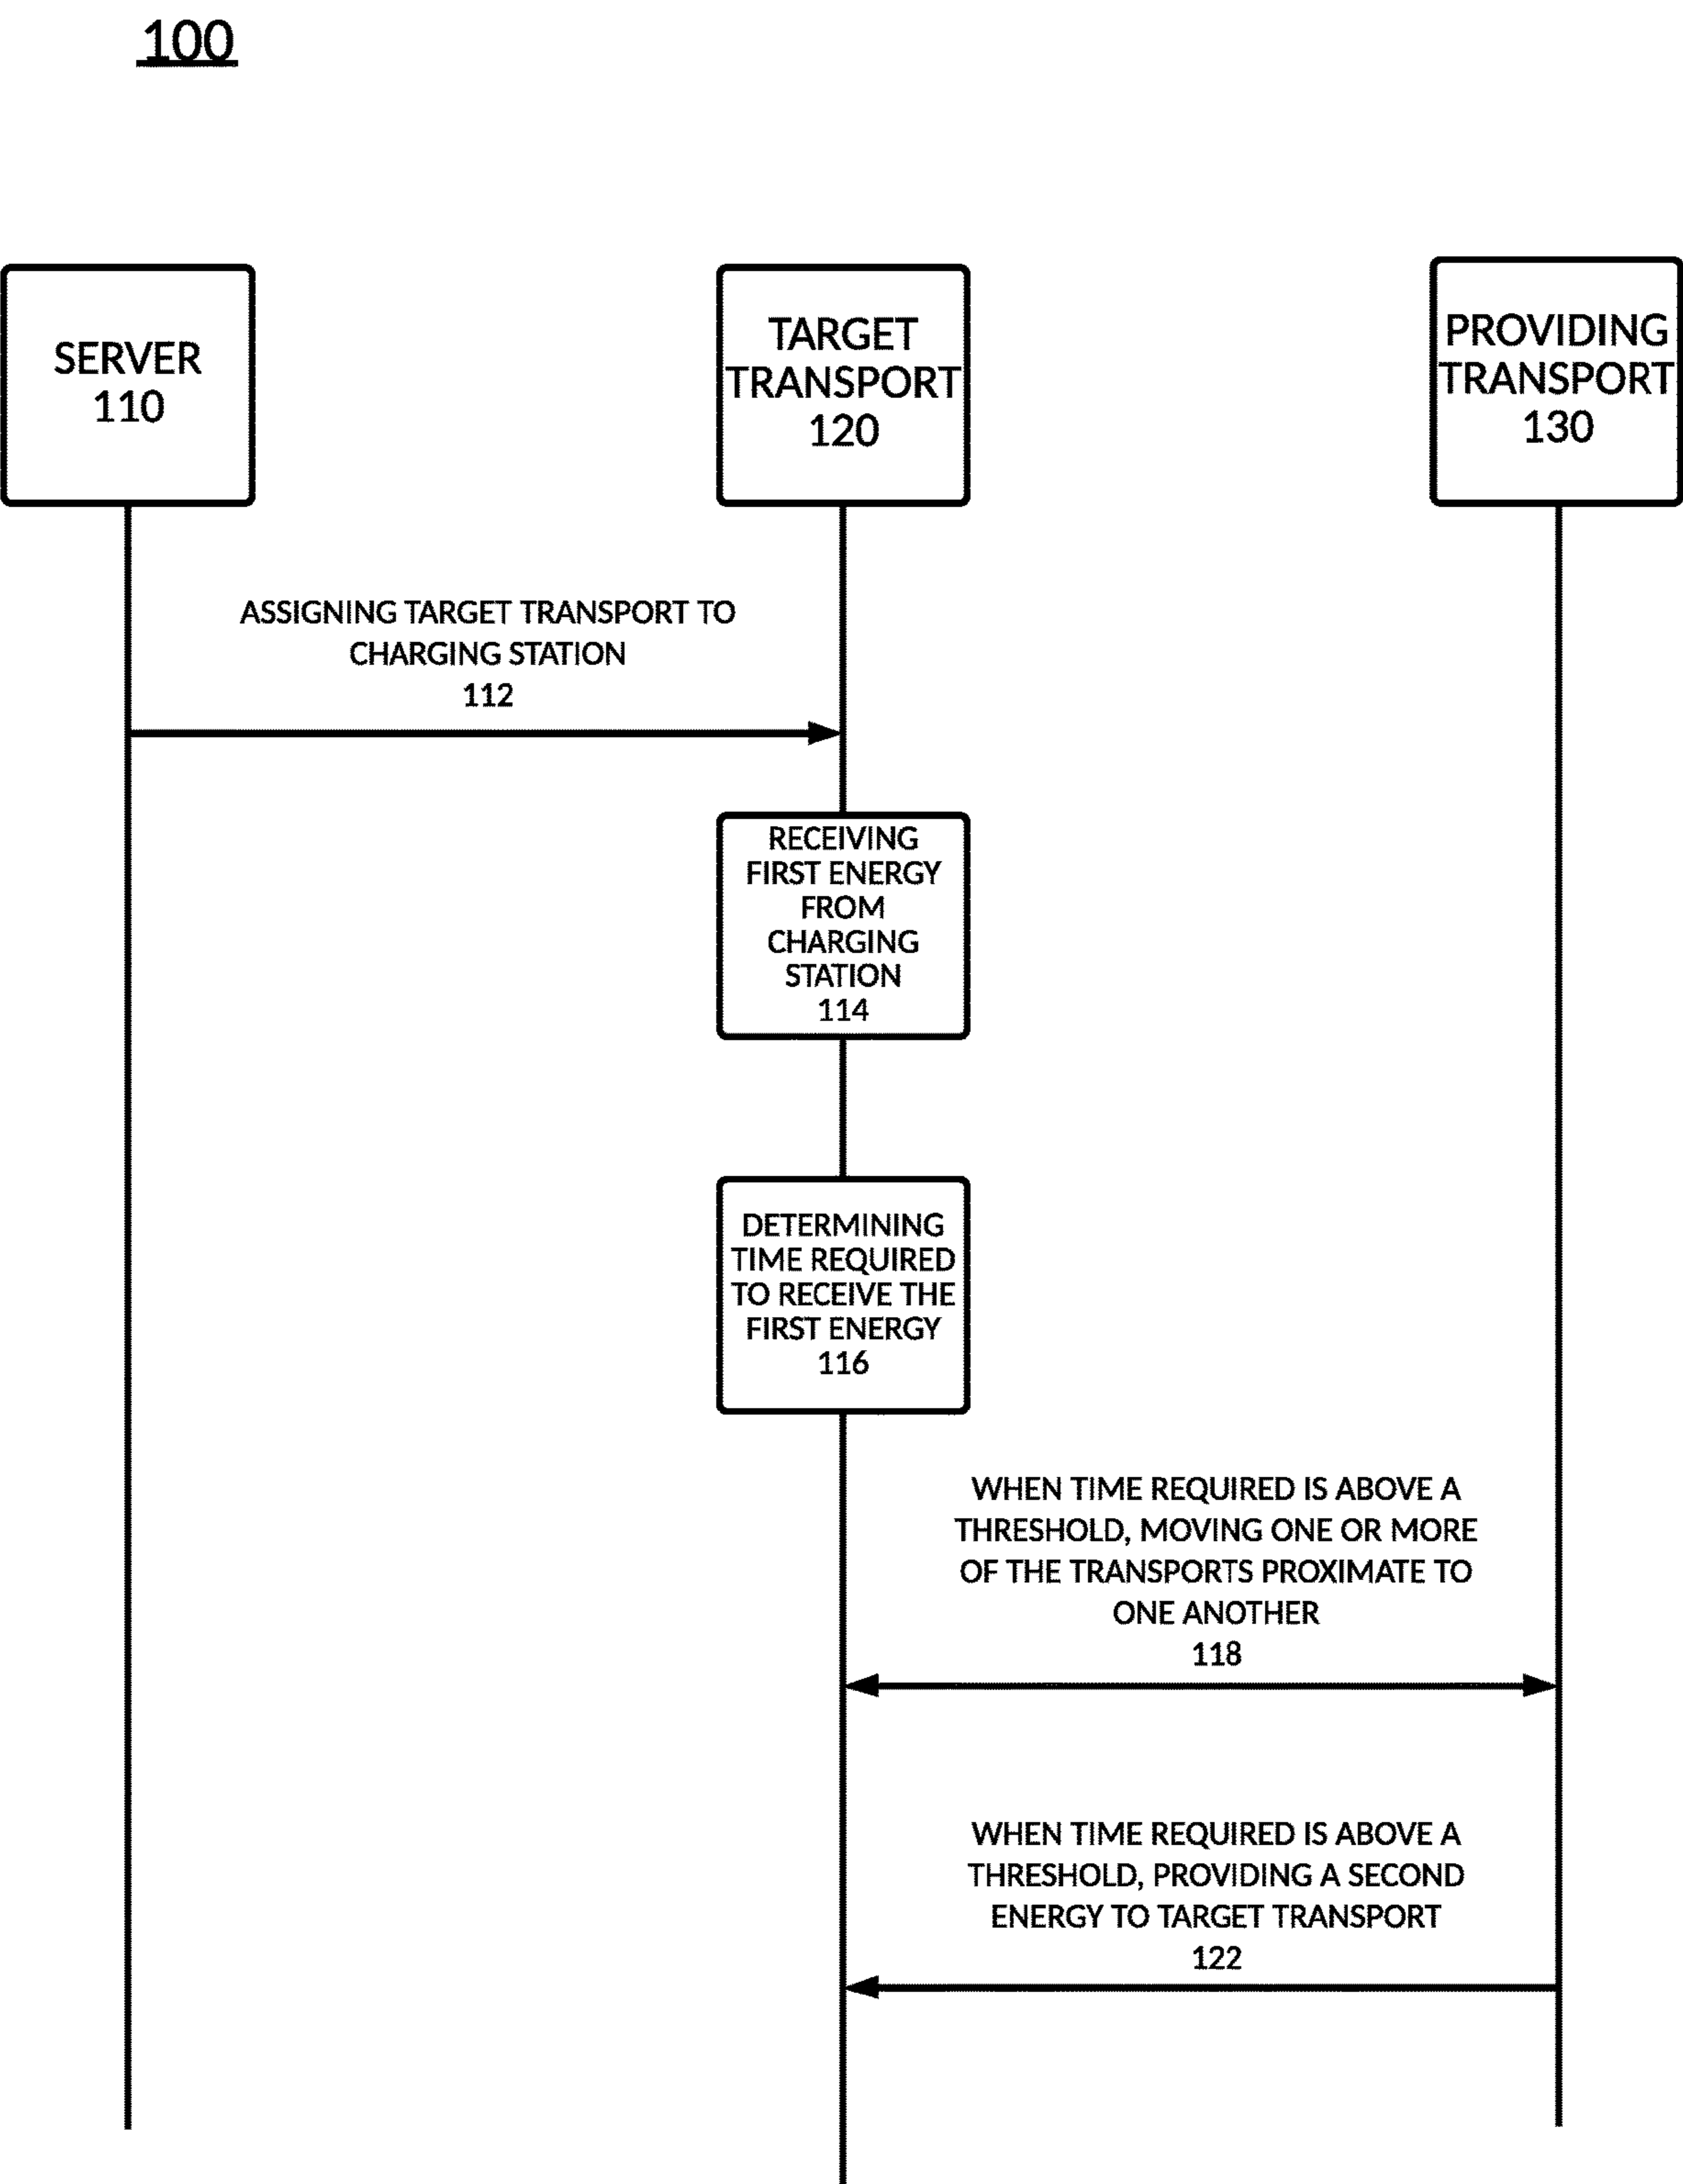 100
SERVER
110
TARGET
TRANSPORT
120
PROVIDING
TRANSPORT
130
ASSIGNING TARGET TRANSPORT TO
CHARGING STATION
112
RECEIVING
FIRST ENERGY
FROM
CHARGING
STATION
114
DETERMINING
TIME REQUIRED
TO RECEIVE THE
FIRST ENERGY
116
WHEN TIME REQUIRED IS ABOVE A
THRESHOLD, MOVING ONE OR MORE
OF THE TRANSPORTS PROXIMATE TO
ONE ANOTHER
118
WHEN TIME REQUIRED IS ABOVE A
THRESHOLD, PROVIDING A SECOND
ENERGY TO TARGET TRANSPORT
122